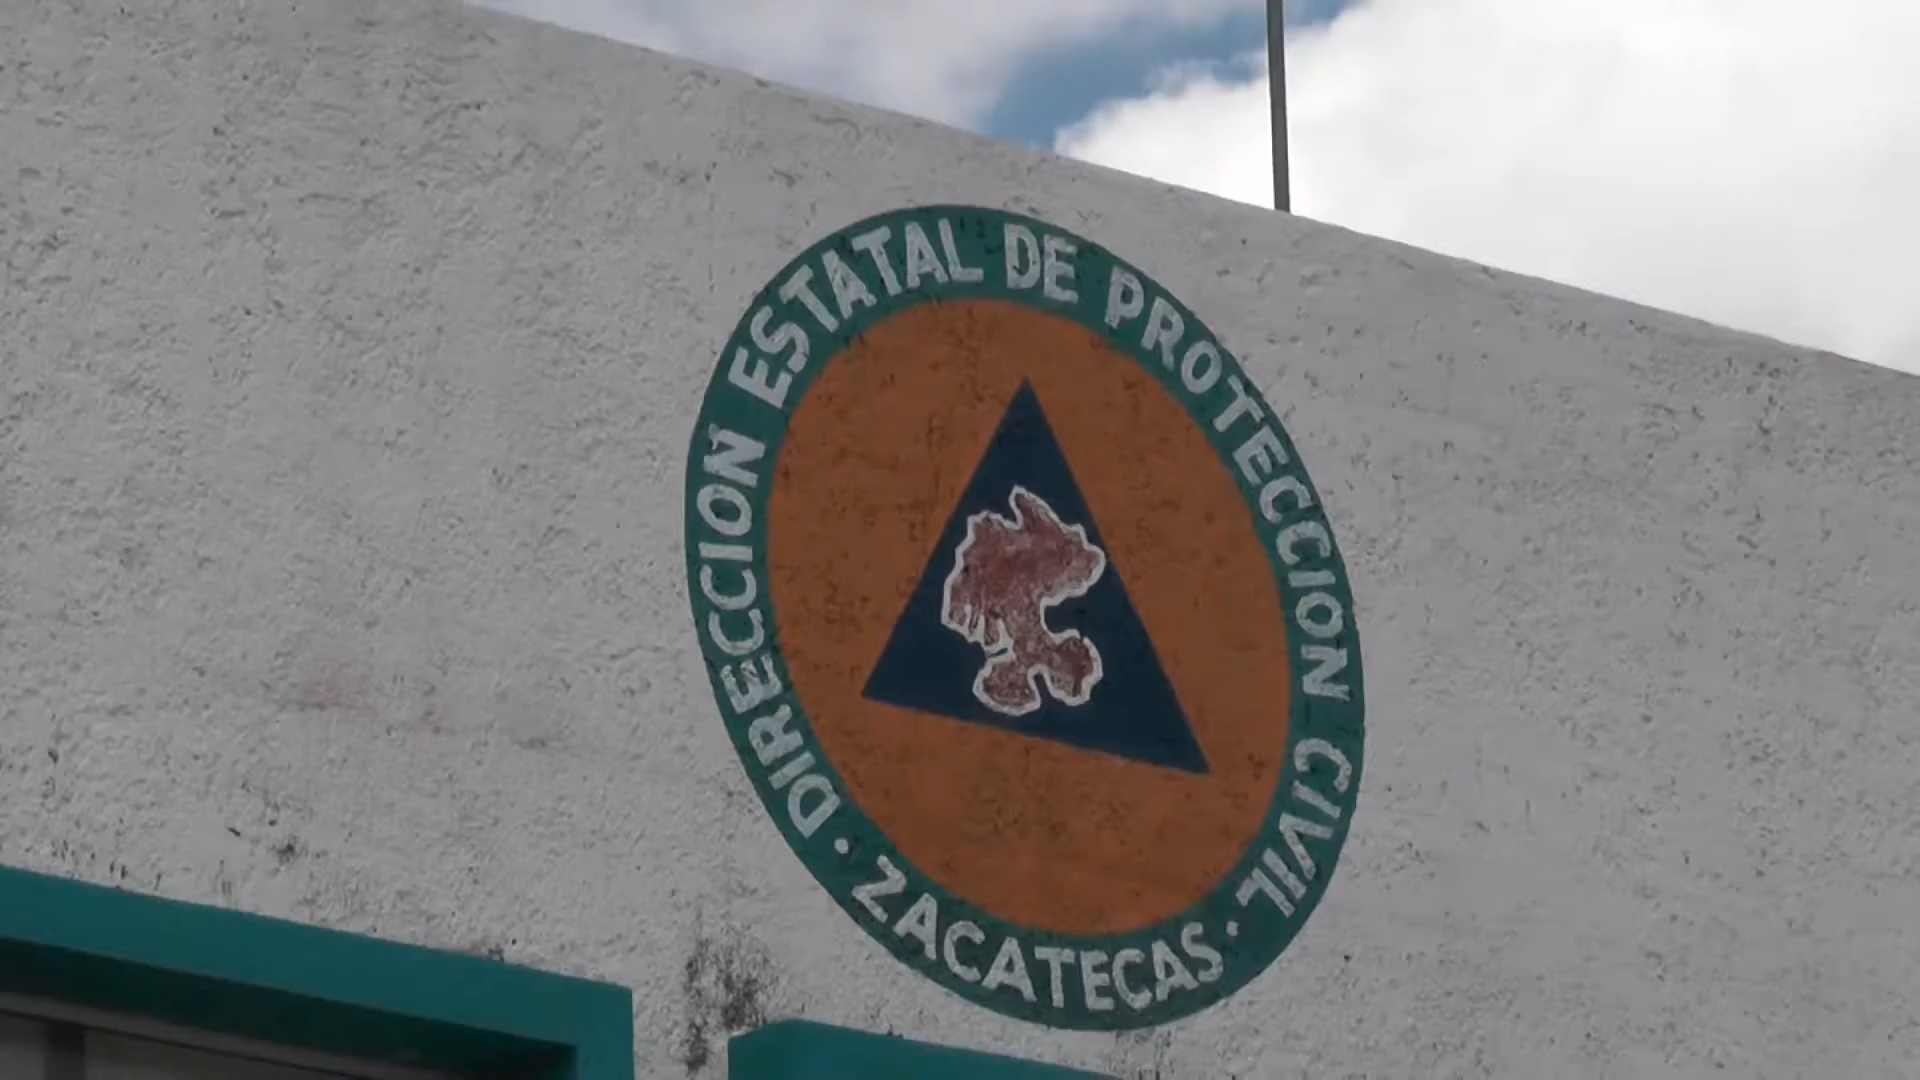 DIRECCION ESTATAL DE PROTECCION CIVIL
· ZACATECAS ·